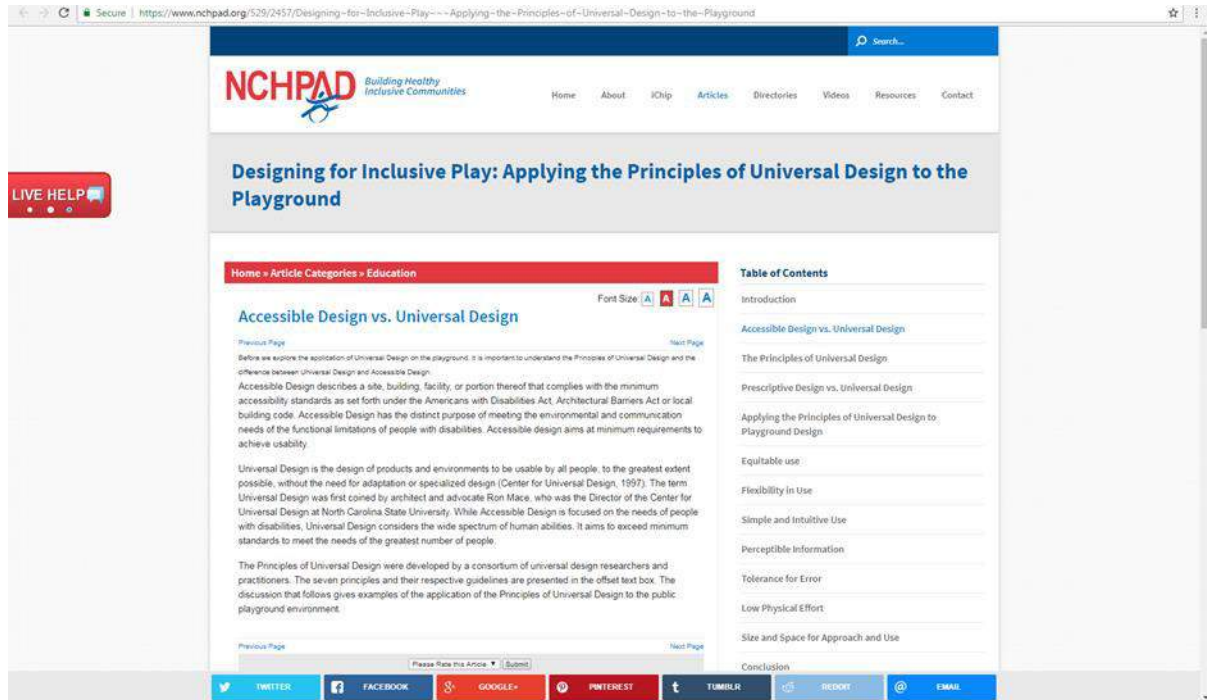 Secure | https://www.nchpad.org/529/2457/Designing~for~Inclusive~Play~~~Applying~the~Principles~of~Universal~Design~to~the~Playground
Search...
NCHPAD
Building Healthy
Inclusive Communities
Home About iChip Articles Directories Videos Resources Contact
Designing for Inclusive Play: Applying the Principles of Universal Design to the
Playground
LIVE HELP
Home » Article Categories » Education
Font Size: A A A A
Accessible Design vs. Universal Design
Previous Page Next Page
Before we explore the application of Universal Design on the playground, it is important to understand the Principles of Universal Design and the
difference between Universal Design and Accessible Design.
Accessible Design describes a site, building, facility, or portion thereof that complies with the minimum
accessibility standards as set forth under the Americans with Disabilities Act, Architectural Barriers Act or local
building code. Accessible Design has the distinct purpose of meeting the environmental and communication
needs of the functional limitations of people with disabilities. Accessible design aims at minimum requirements to
achieve usability.
Universal Design is the design of products and environments to be usable by all people, to the greatest extent
possible, without the need for adaptation or specialized design (Center for Universal Design, 1997). The term
Universal Design was first coined by architect and advocate Ron Mace, who was the Director of the Center for
Universal Design at North Carolina State University. While Accessible Design is focused on the needs of people
with disabilities, Universal Design considers the wide spectrum of human abilities. It aims to exceed minimum
standards to meet the needs of the greatest number of people.
The Principles of Universal Design were developed by a consortium of universal design researchers and
practitioners. The seven principles and their respective guidelines are presented in the offset text box. The
discussion that follows gives examples of the application of the Principles of Universal Design to the public
playground environment.
Previous Page Next Page
Please Rate this Article Submit
Table of Contents
Introduction
Accessible Design vs. Universal Design
The Principles of Universal Design
Prescriptive Design vs. Universal Design
Applying the Principles of Universal Design to
Playground Design
Equitable use
Flexibility in Use
Simple and Intuitive Use
Perceptible Information
Tolerance for Error
Low Physical Effort
Size and Space for Approach and Use
Conclusion
TWITTER FACEBOOK GOOGLE+ PINTEREST TUMBLR REDDIT EMAIL